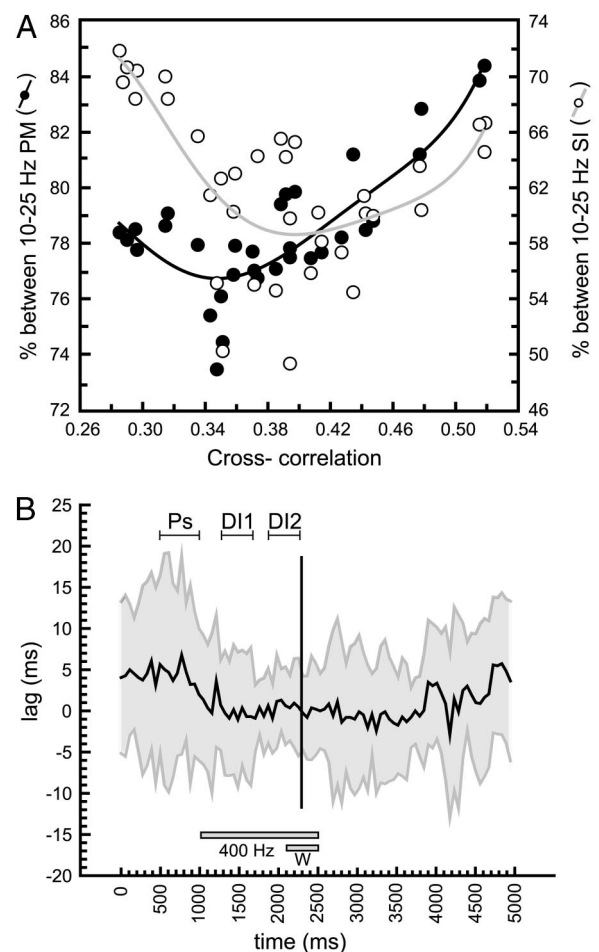 A
% between 10-25 Hz PM ( )
86
84
82
80
78
76
74
72
74
70
66
62
58
54
50
46
% between 10-25 Hz SI ( )
0.26 0.30 0.34 0.38 0.42 0.46 0.50 0.54
Cross- correlation
B
lag (ms)
25
20
15
10
5
0
-5
-10
-15
-20
Ps DI1 DI2
400 Hz
W
0 500 1000 1500 2000 2500 3000 3500 4000 4500 5000
time (ms)